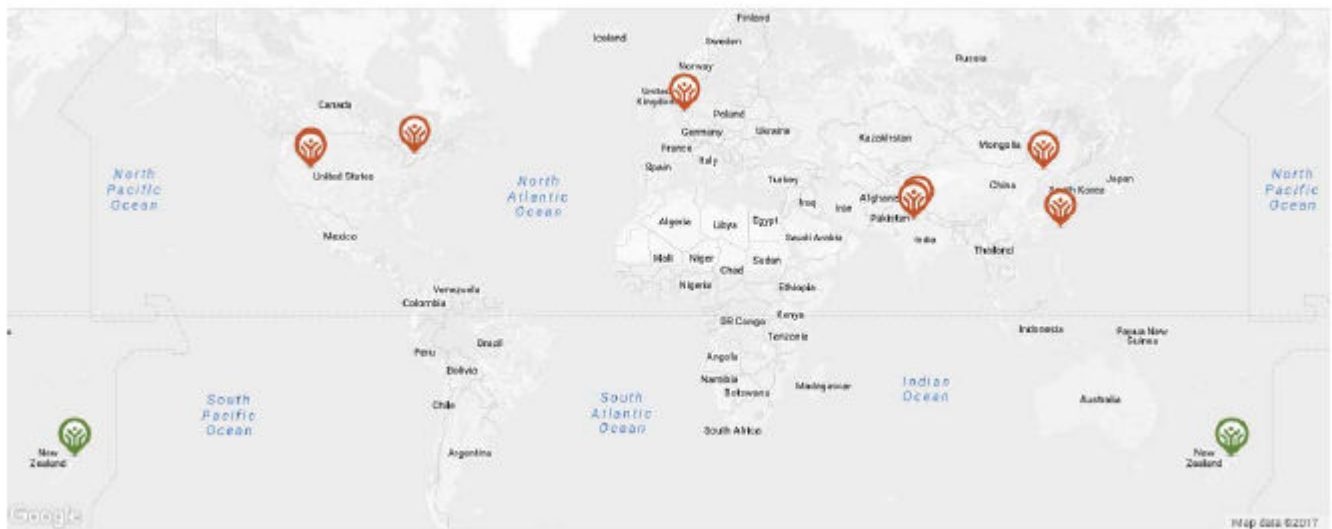 Finland
Iceland
Sweden
Russia
Norway
United
Kingdom
Canada
Poland
Germany
Ukraine
Kazakhstan
France
Mongolia
Italy
Spain
United States
Turkey
China
Japan
South Korea
North
Pacific
Ocean
North
Atlantic
Ocean
North
Pacific
Ocean
Iraq
Iran
Afghanis
Pakistan
Algeria
Libya
Egypt
Mexico
Saudi Arabia
India
Thailand
Mali
Niger
Chad
Sudan
Nigeria
Ethiopia
Venezuela
Colombia
DR Congo
Kenya
Tanzania
Indonesia
Papua New
Guinea
Peru
Brazil
Angola
Bolivia
Namibia
Botswana
Madagascar
Indian
Ocean
South
Pacific
Ocean
Chile
South
Atlantic
Ocean
Australia
South Africa
Argentina
New
Zealand
New
Zealand
Google
Map data ©2017